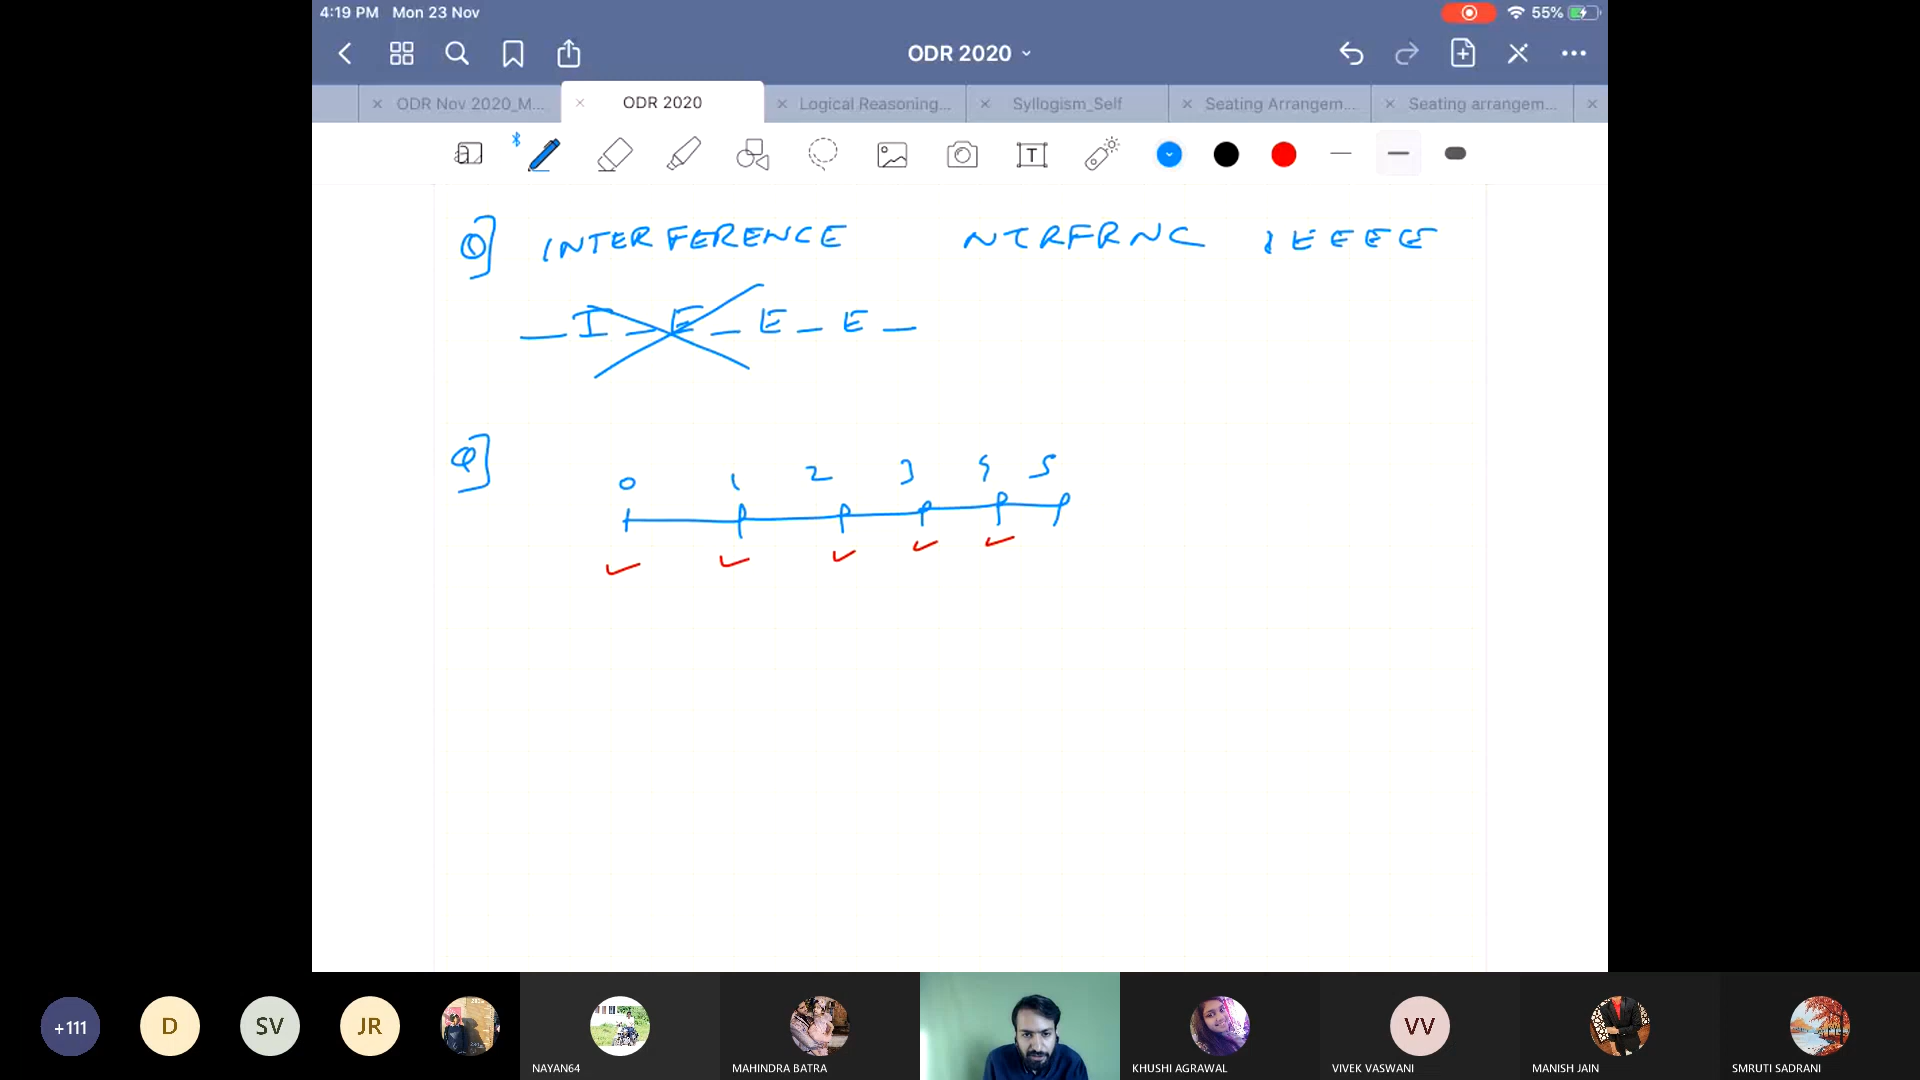 4:19 PM Mon 23 Nov 55%
ODR 2020
ODR Nov 2020_M... ODR 2020 Logical Reasoning... Syllogism_Self Seating Arrangem... Seating arrangem...
a T
Q] INTERFERENCE NTRFRNC IEEEE
_ I _ E _ E _ E _
Q]
0 1 2 3 4 5
+111 D SV JR VV
NAYAN64 MAHINDRA BATRA KHUSHI AGRAWAL VIVEK VASWANI MANISH JAIN SMRUTI SADRANI